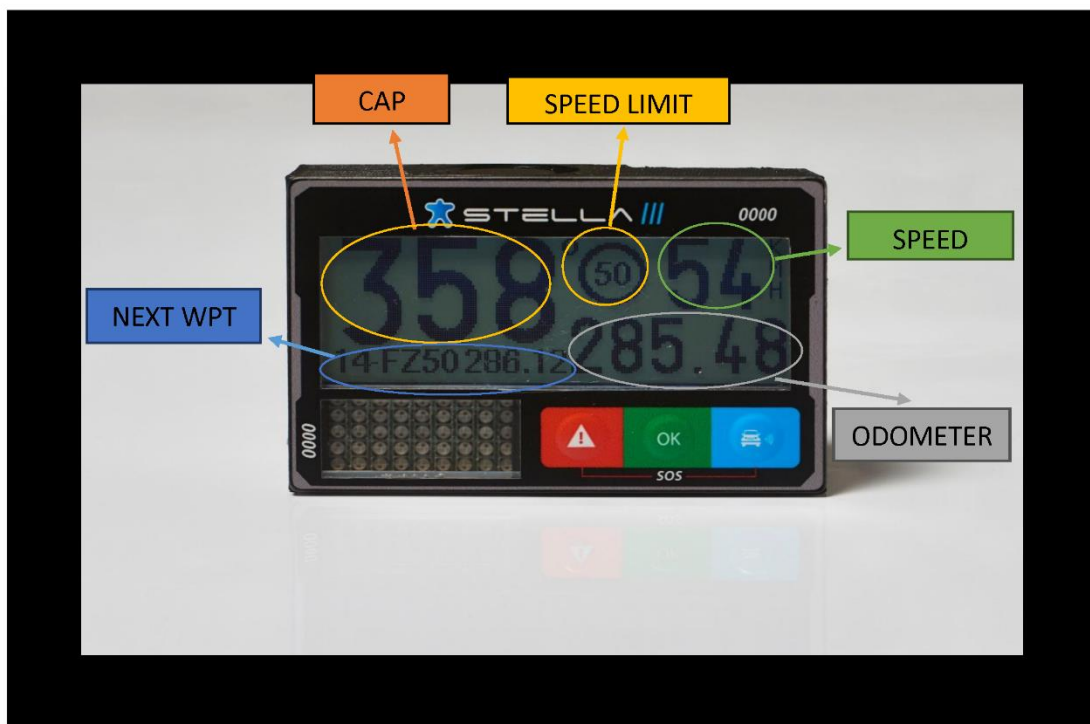 CAP
SPEED LIMIT
STELLA III
0000
358
50
54
K
H
SPEED
NEXT WPT
14-FZ50 286.12
285.48
ODOMETER
0000
OK
SOS